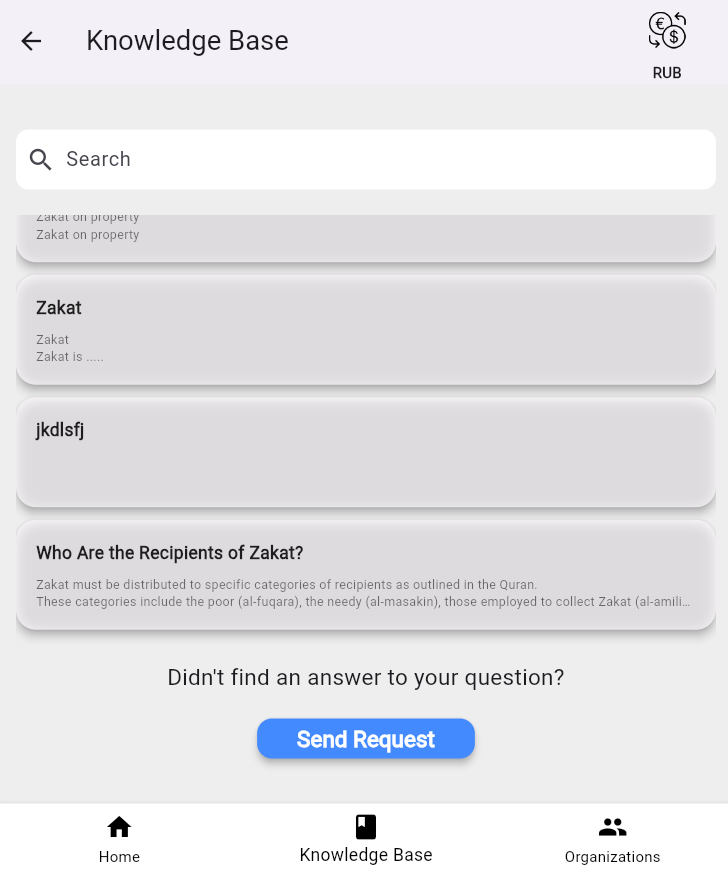 Knowledge Base
RUB
Search
Zakat on property
Zakat on property
Zakat
Zakat
Zakat is .....
jkdlsfj
Who Are the Recipients of Zakat?
Zakat must be distributed to specific categories of recipients as outlined in the Quran.
These categories include the poor (al-fuqara), the needy (al-masakin), those employed to collect Zakat (al-amili…
Didn't find an answer to your question?
Send Request
Home
Knowledge Base
Organizations